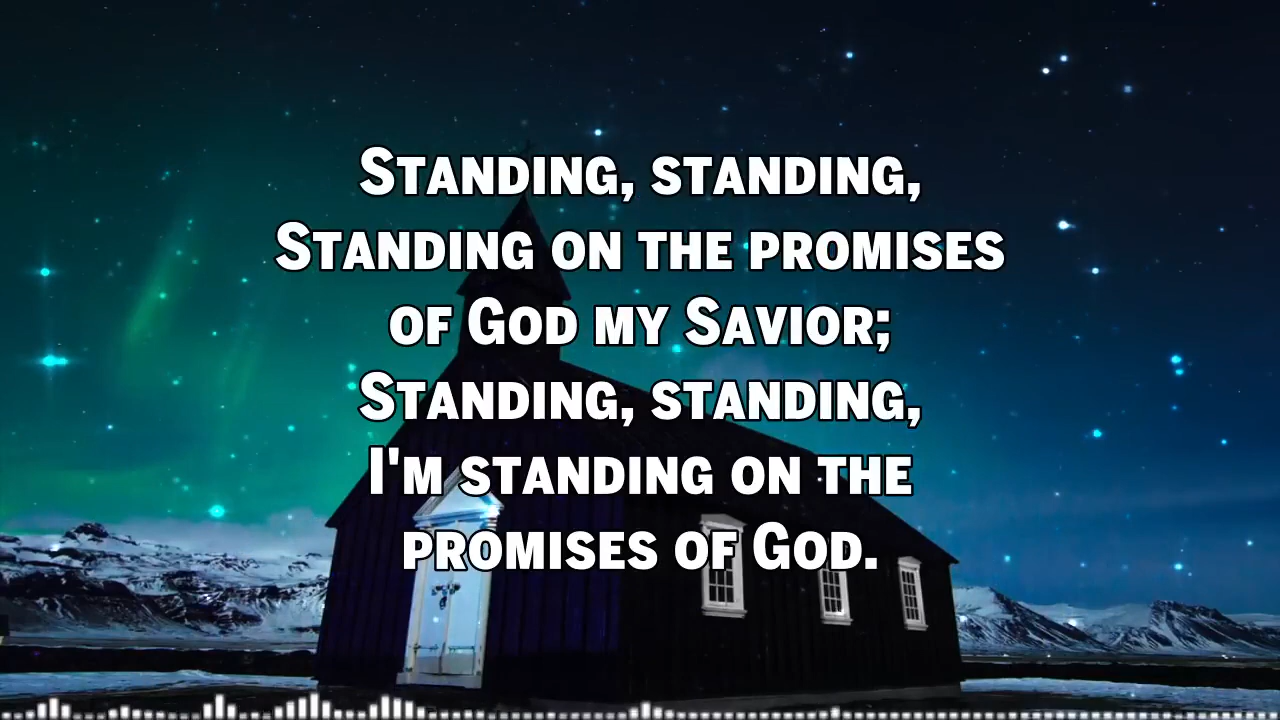 Standing, standing,
Standing on the promises
of God my Savior;
Standing, standing,
I'm standing on the
promises of God.